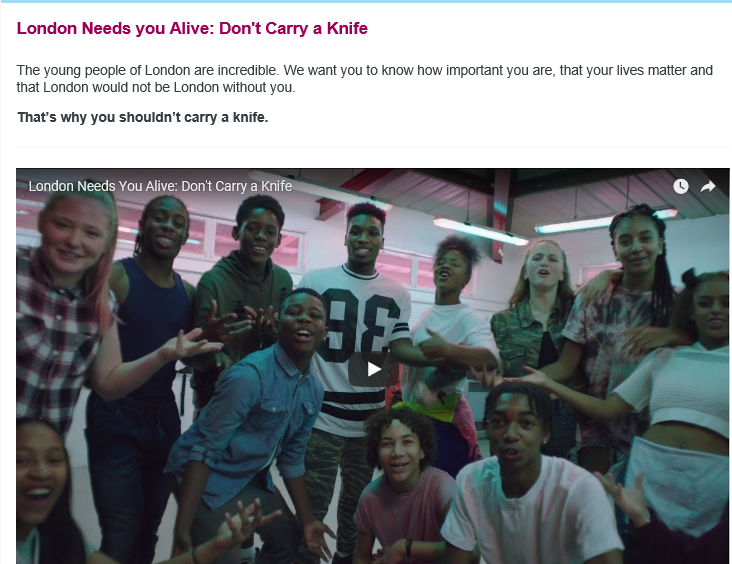 London Needs you Alive: Don't Carry a Knife
The young people of London are incredible. We want you to know how important you are, that your lives matter and
that London would not be London without you.
That’s why you shouldn’t carry a knife.
London Needs You Alive: Don't Carry a Knife
98